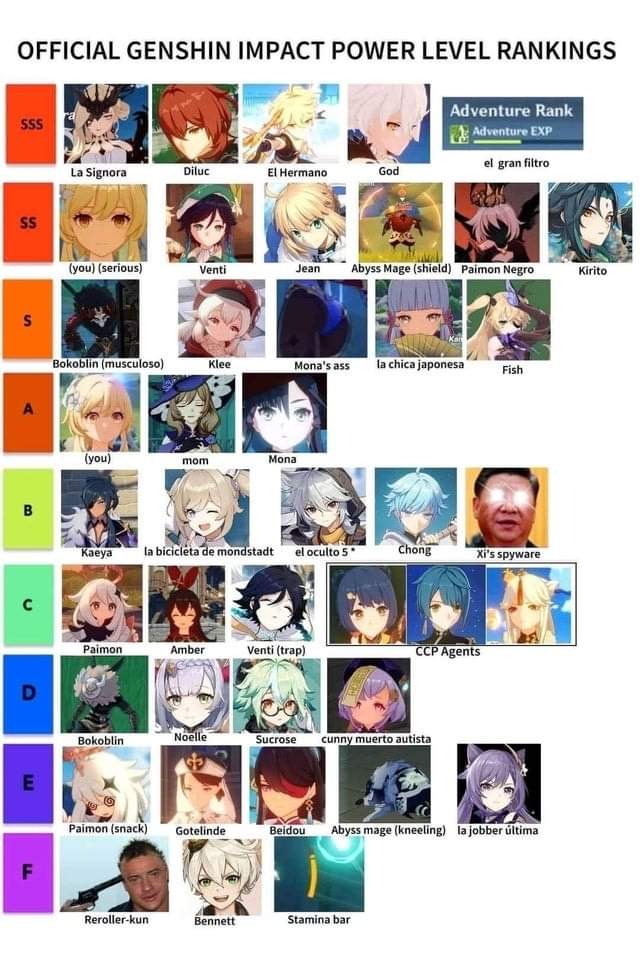 OFFICIAL GENSHIN IMPACT POWER LEVEL RANKINGS
SSS
Adventure Rank
Adventure EXP
La Signora
Diluc
El Hermano
God
el gran filtro
SS
(you) (serious)
Venti
Jean
Abyss Mage (shield)
Paimon Negro
Kirito
S
Bokoblin (musculoso)
Klee
Mona's ass
la chica japonesa
Fish
A
(you)
mom
Mona
B
Kaeya
la bicicleta de mondstadt
el oculto 5 *
Chong
Xi's spyware
C
Paimon
Amber
Venti (trap)
CCP Agents
D
Bokoblin
Noelle
Sucrose
cunny muerto autista
E
Paimon (snack)
Gotelinde
Beidou
Abyss mage (kneeling)
la jobber última
F
Reroller-kun
Bennett
Stamina bar